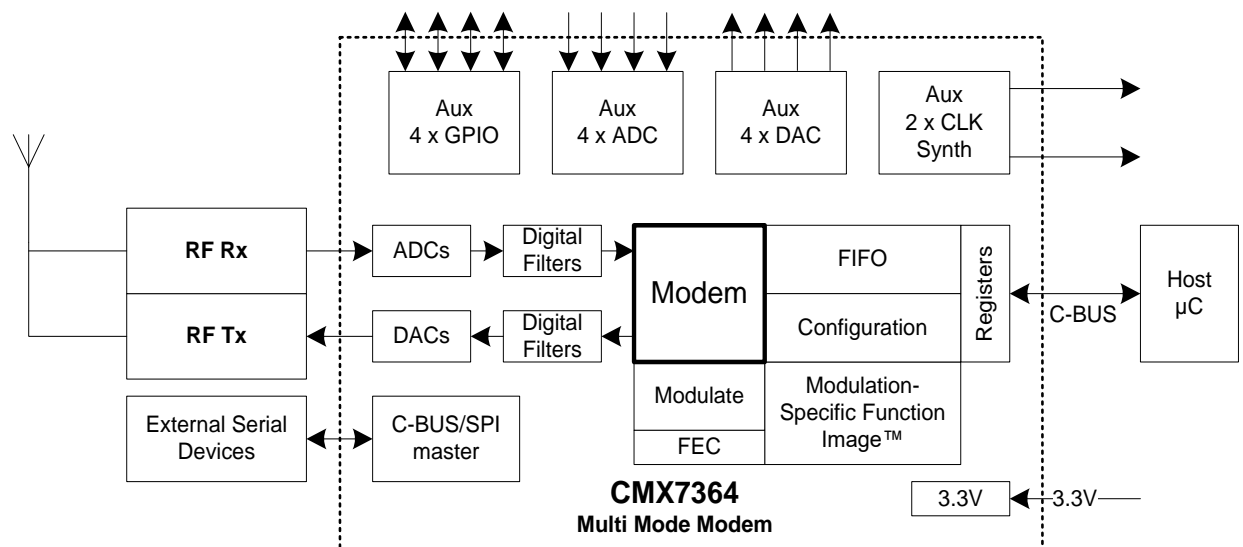 Aux
4 x GPIO
Aux
4 x ADC
Aux
4 x DAC
Aux
2 x CLK
Synth
RF Rx
ADCs
Digital
Filters
Modem
FIFO
Registers
Host
µC
C-BUS
Configuration
RF Tx
DACs
Digital
Filters
Modulate
FEC
Modulation-
Specific Function
Image™
External Serial
Devices
C-BUS/SPI
master
CMX7364
Multi Mode Modem
3.3V
3.3V